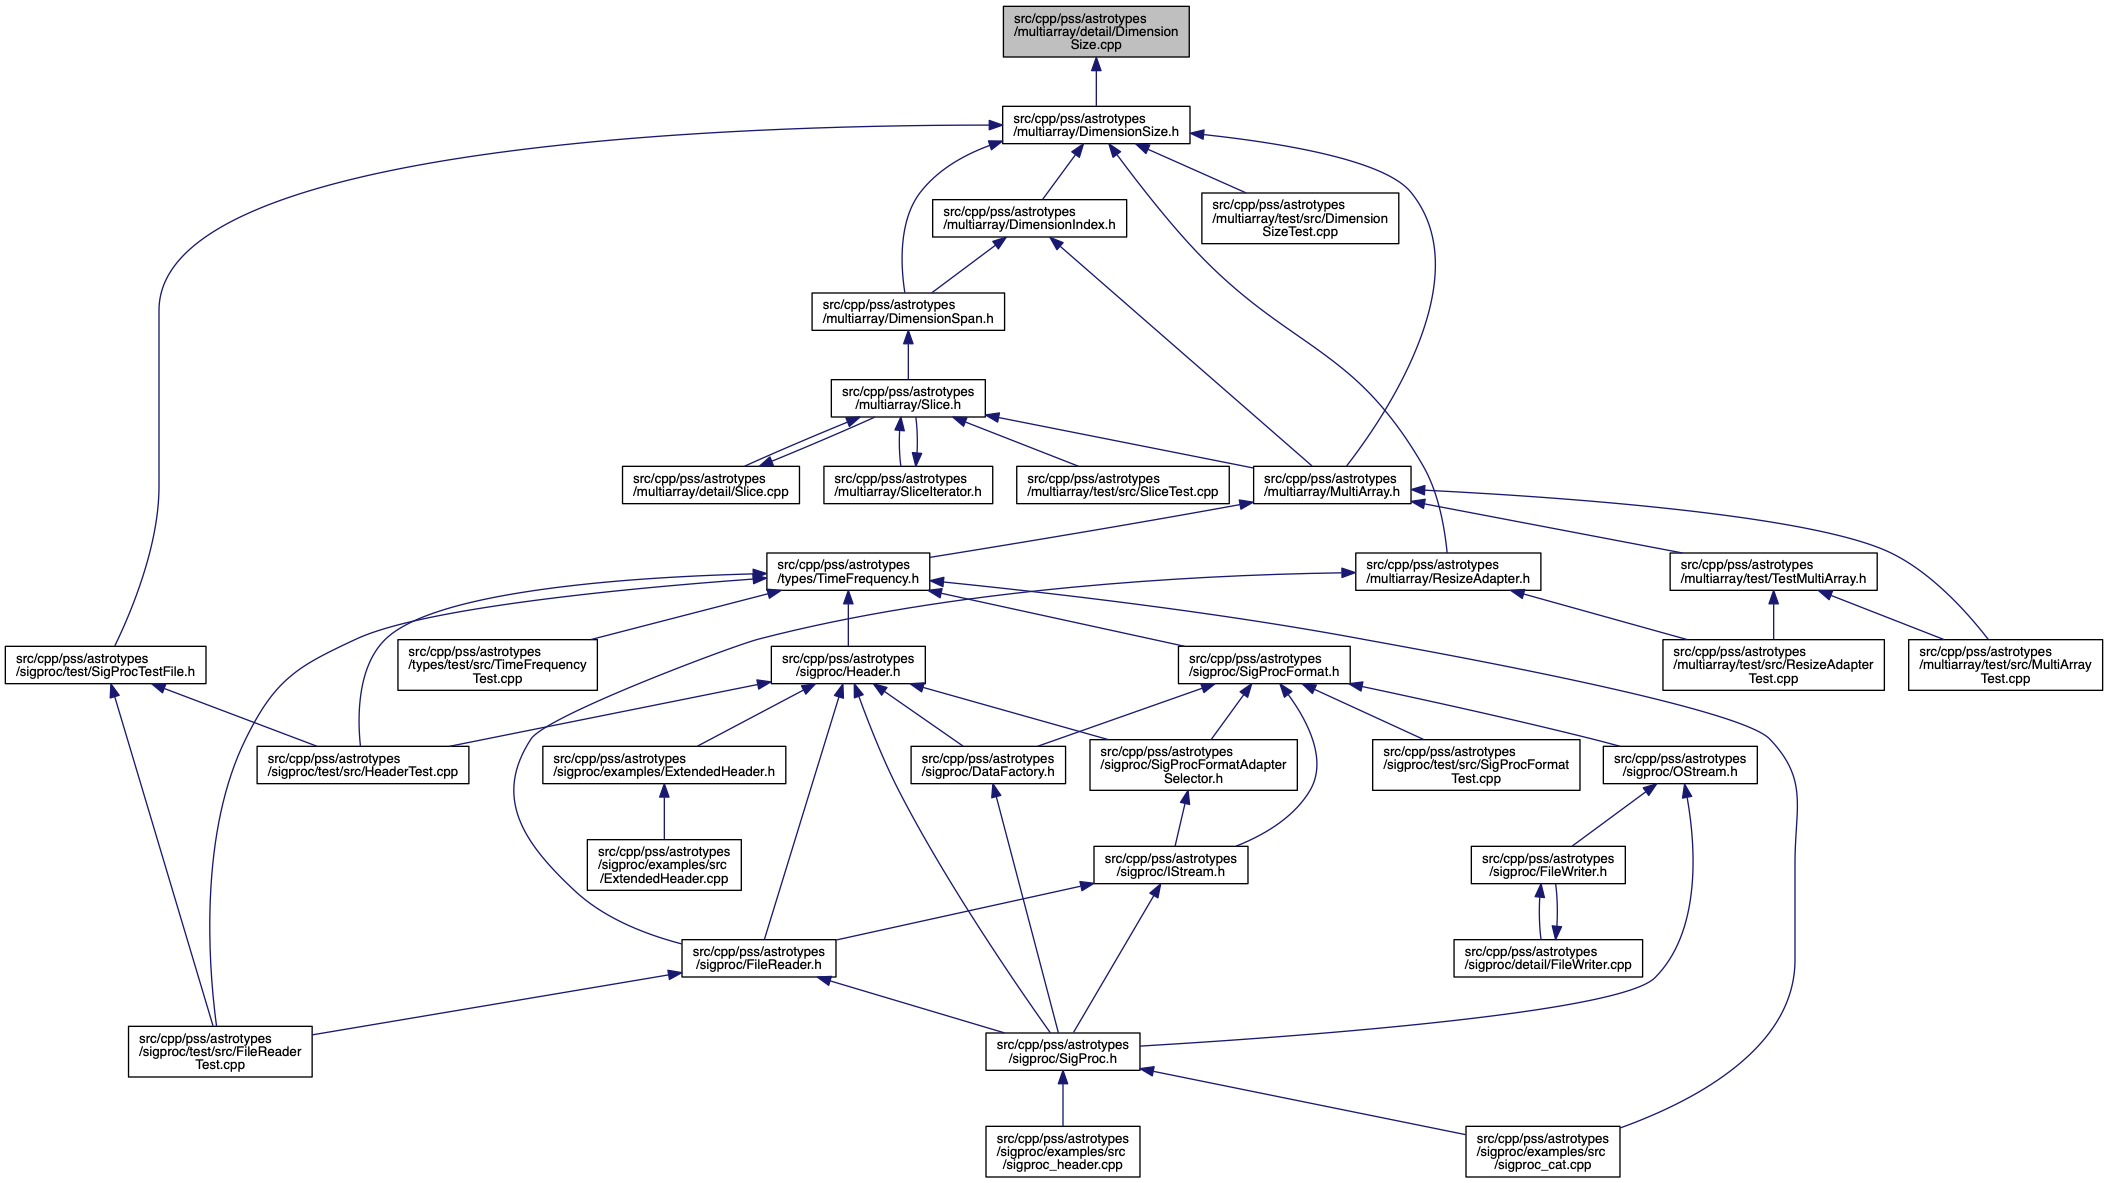 src/cpp/pss/astrotypes
/multiarray/detail/Dimension
Size.cpp
src/cpp/pss/astrotypes
/multiarray/DimensionSize.h
src/cpp/pss/astrotypes
/multiarray/DimensionIndex.h
src/cpp/pss/astrotypes
/multiarray/test/src/Dimension
SizeTest.cpp
src/cpp/pss/astrotypes
/multiarray/DimensionSpan.h
src/cpp/pss/astrotypes
/multiarray/Slice.h
src/cpp/pss/astrotypes
/multiarray/detail/Slice.cpp
src/cpp/pss/astrotypes
/multiarray/SliceIterator.h
src/cpp/pss/astrotypes
/multiarray/test/src/SliceTest.cpp
src/cpp/pss/astrotypes
/multiarray/MultiArray.h
src/cpp/pss/astrotypes
/types/TimeFrequency.h
src/cpp/pss/astrotypes
/multiarray/ResizeAdapter.h
src/cpp/pss/astrotypes
/multiarray/test/TestMultiArray.h
src/cpp/pss/astrotypes
/sigproc/test/SigProcTestFile.h
src/cpp/pss/astrotypes
/types/test/src/TimeFrequency
Test.cpp
src/cpp/pss/astrotypes
/sigproc/Header.h
src/cpp/pss/astrotypes
/sigproc/SigProcFormat.h
src/cpp/pss/astrotypes
/multiarray/test/src/ResizeAdapter
Test.cpp
src/cpp/pss/astrotypes
/multiarray/test/src/MultiArray
Test.cpp
src/cpp/pss/astrotypes
/sigproc/test/src/HeaderTest.cpp
src/cpp/pss/astrotypes
/sigproc/examples/ExtendedHeader.h
src/cpp/pss/astrotypes
/sigproc/DataFactory.h
src/cpp/pss/astrotypes
/sigproc/SigProcFormatAdapter
Selector.h
src/cpp/pss/astrotypes
/sigproc/test/src/SigProcFormat
Test.cpp
src/cpp/pss/astrotypes
/sigproc/OStream.h
src/cpp/pss/astrotypes
/sigproc/examples/src
/ExtendedHeader.cpp
src/cpp/pss/astrotypes
/sigproc/IStream.h
src/cpp/pss/astrotypes
/sigproc/FileWriter.h
src/cpp/pss/astrotypes
/sigproc/FileReader.h
src/cpp/pss/astrotypes
/sigproc/detail/FileWriter.cpp
src/cpp/pss/astrotypes
/sigproc/test/src/FileReader
Test.cpp
src/cpp/pss/astrotypes
/sigproc/SigProc.h
src/cpp/pss/astrotypes
/sigproc/examples/src
/sigproc_header.cpp
src/cpp/pss/astrotypes
/sigproc/examples/src
/sigproc_cat.cpp